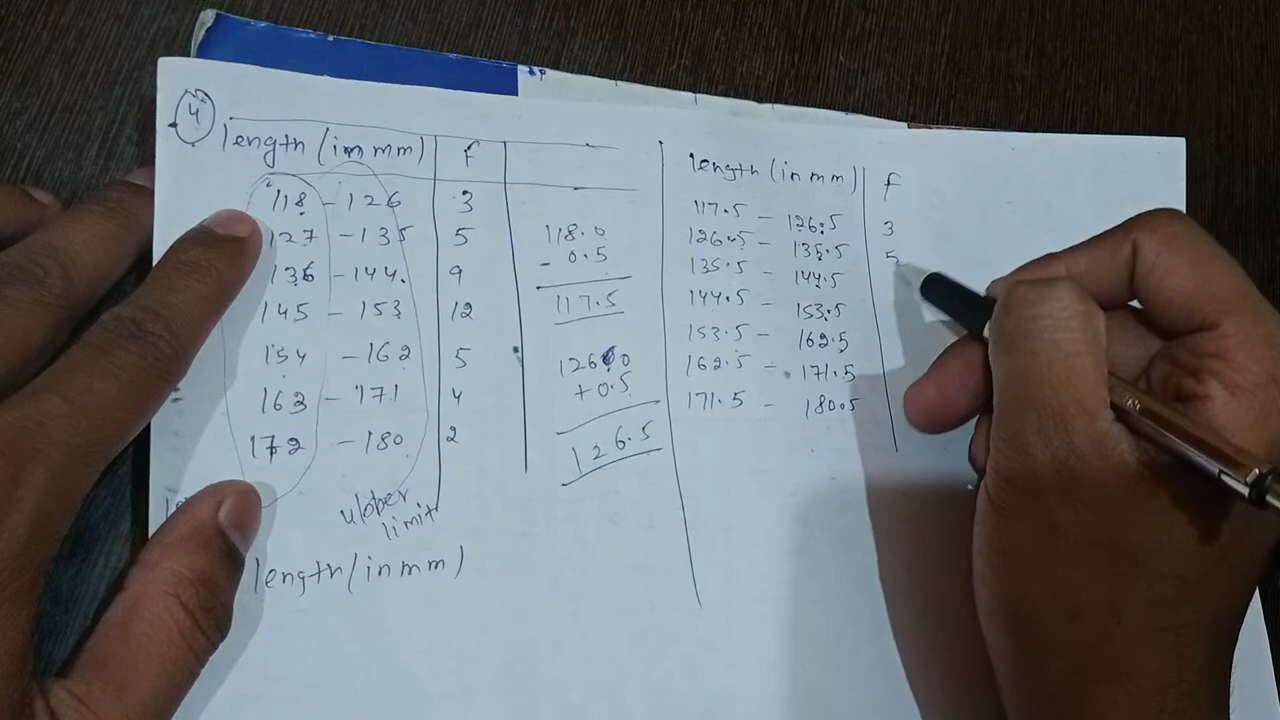 4
length (in mm) f
118 - 126 3
127 - 135 5
136 - 144. 9
145 - 153 12
154 - 162 5
163 - 171 4
172 - 180 2
limit
length (in mm)
118.0
- 0.5
117.5
126.0
+ 0.5
126.5
length (in mm) f
117.5 - 126.5 3
126.5 - 135.5 5
135.5 - 144.5
144.5 - 153.5
153.5 - 162.5
162.5 - 171.5
171.5 - 180.5